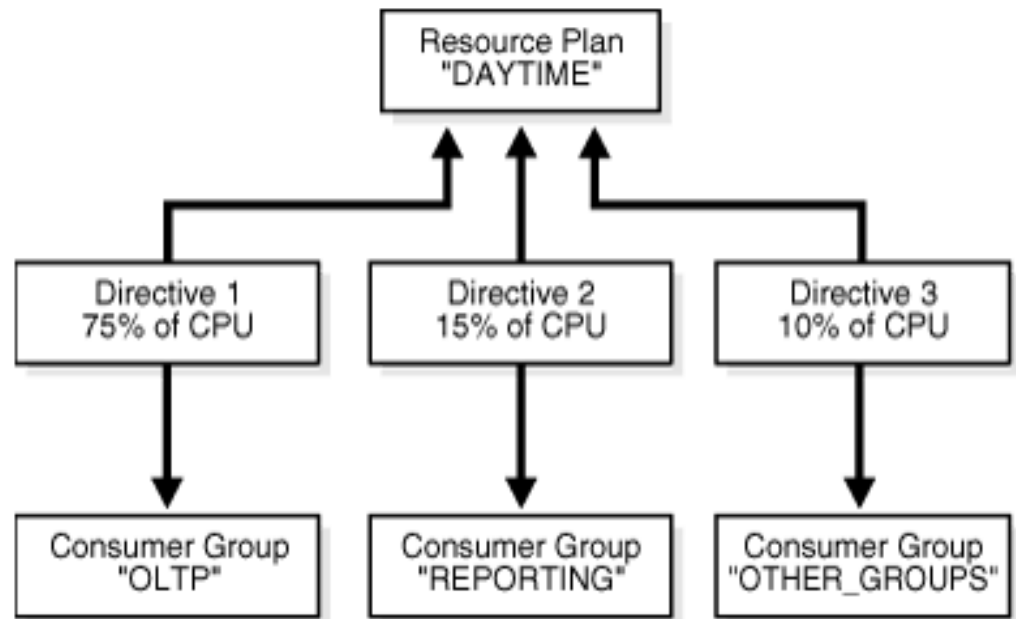 Resource Plan
"DAYTIME"
Directive 1
75% of CPU
Directive 2
15% of CPU
Directive 3
10% of CPU
Consumer Group
"OLTP"
Consumer Group
"REPORTING"
Consumer Group
"OTHER_GROUPS"